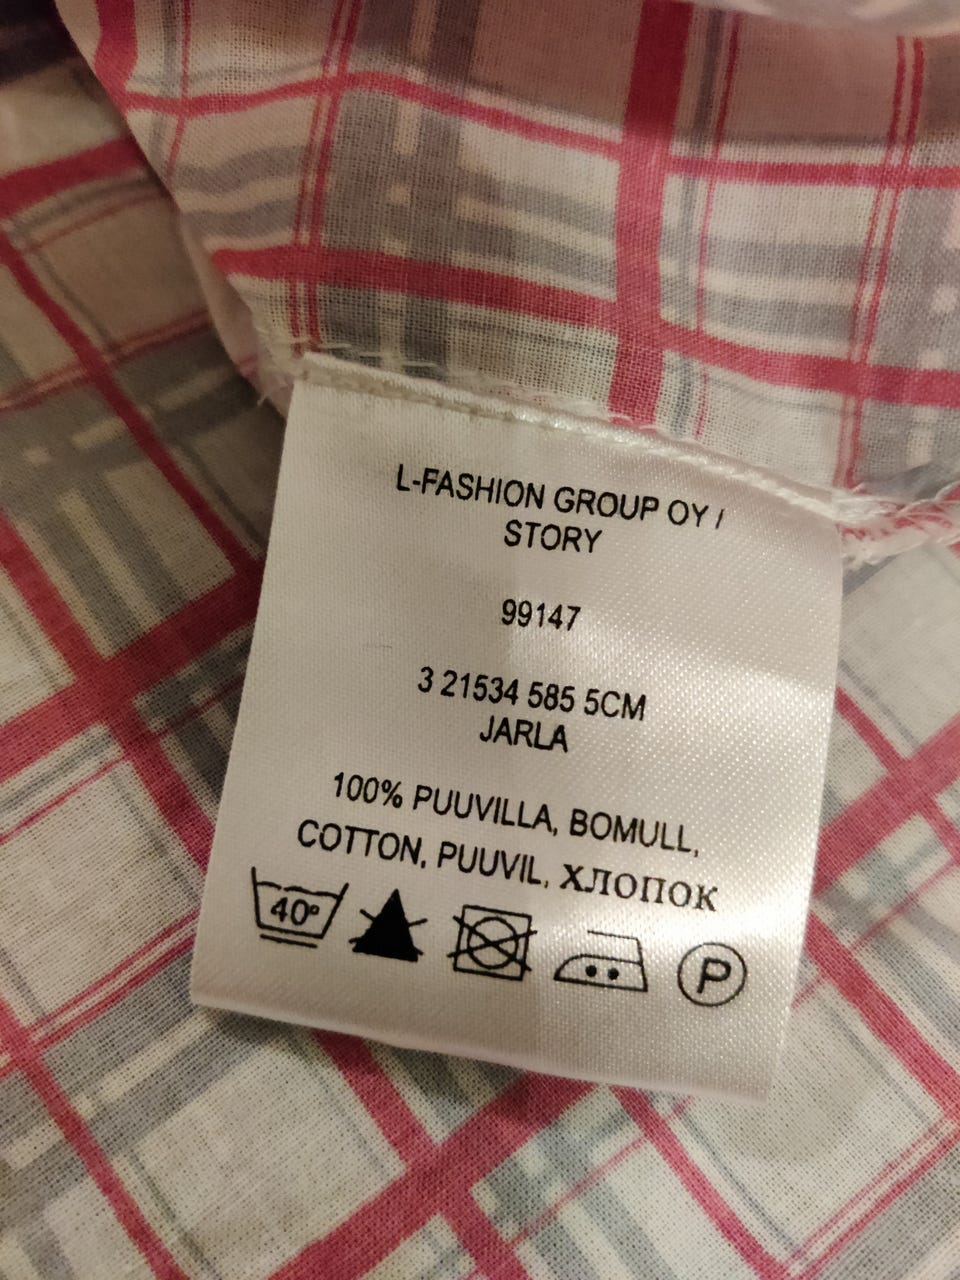 L-FASHION GROUP OY /
STORY
99147
3 21534 585 5CM
JARLA
100% PUUVILLA, BOMULL,
COTTON, PUUVIL, ХЛОПОК
40° P